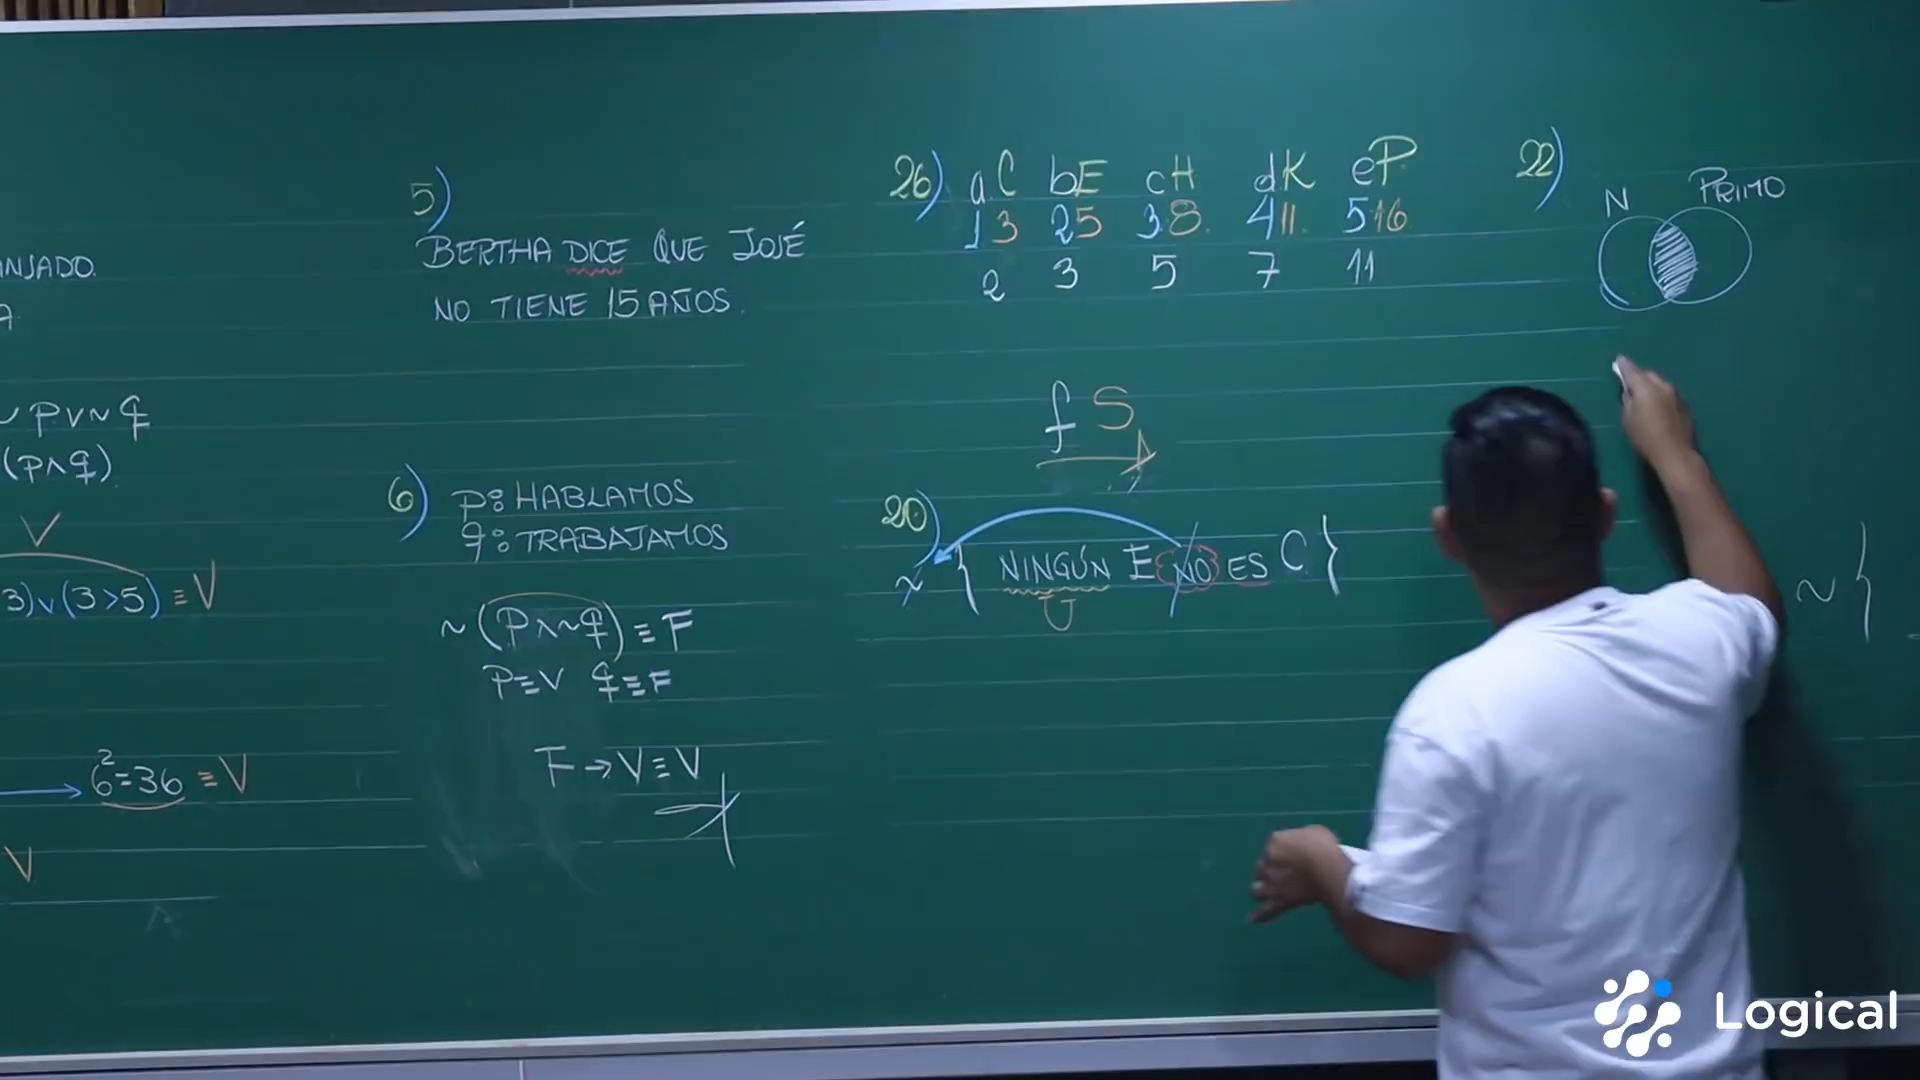 NJADO.
A
~ P V ~ q
(P ∧ q)
V
3) v (3 > 5) ≡ V
6² = 36 ≡ V
V
5)
BERTHA DICE QUE JOSÉ
NO TIENE 15 AÑOS.
6) P: HABLAMOS
q: TRABAJAMOS
~ (P ∧ ~ q) ≡ F
P ≡ V q ≡ F
F → V ≡ V
26) aC bE cH dK eP
13 25 38 411 516
2 3 5 7 11
f S
20)
~ { NINGÚN E NO ES C }
U
22)
N PRIMO
~ {
Logical